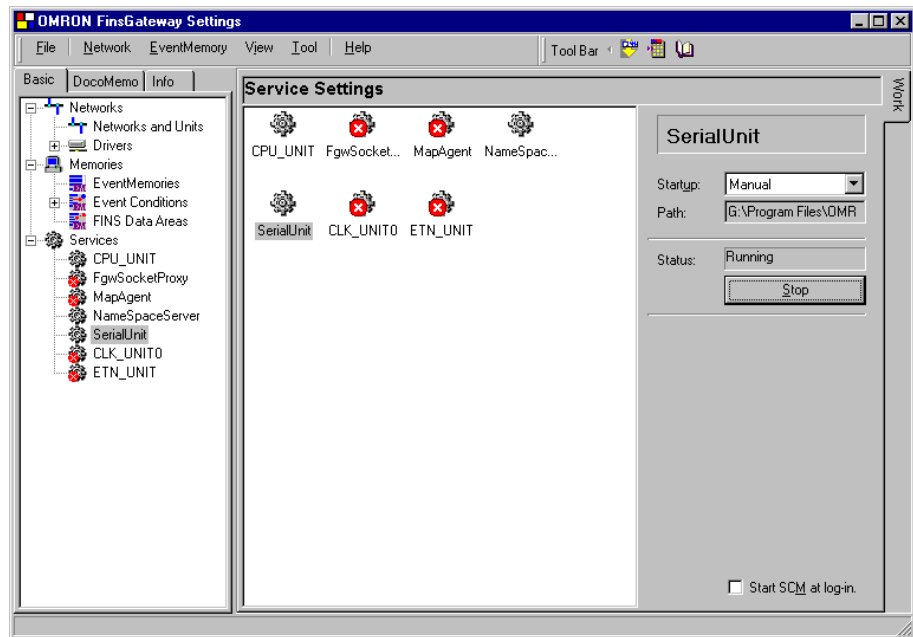 OMRON FinsGateway Settings
File Network EventMemory View Tool Help
Tool Bar
Basic DocoMemo Info
Networks
Networks and Units
Drivers
Memories
EventMemories
Event Conditions
FINS Data Areas
Services
CPU_UNIT
FgwSocketProxy
MapAgent
NameSpaceServer
SerialUnit
CLK_UNIT0
ETN_UNIT
Service Settings
CPU_UNIT FgwSocket... MapAgent NameSpac...
SerialUnit CLK_UNIT0 ETN_UNIT
SerialUnit
Startup: Manual
Path: G:\Program Files\OMR
Status: Running
Stop
Start SCM at log-in.
Work